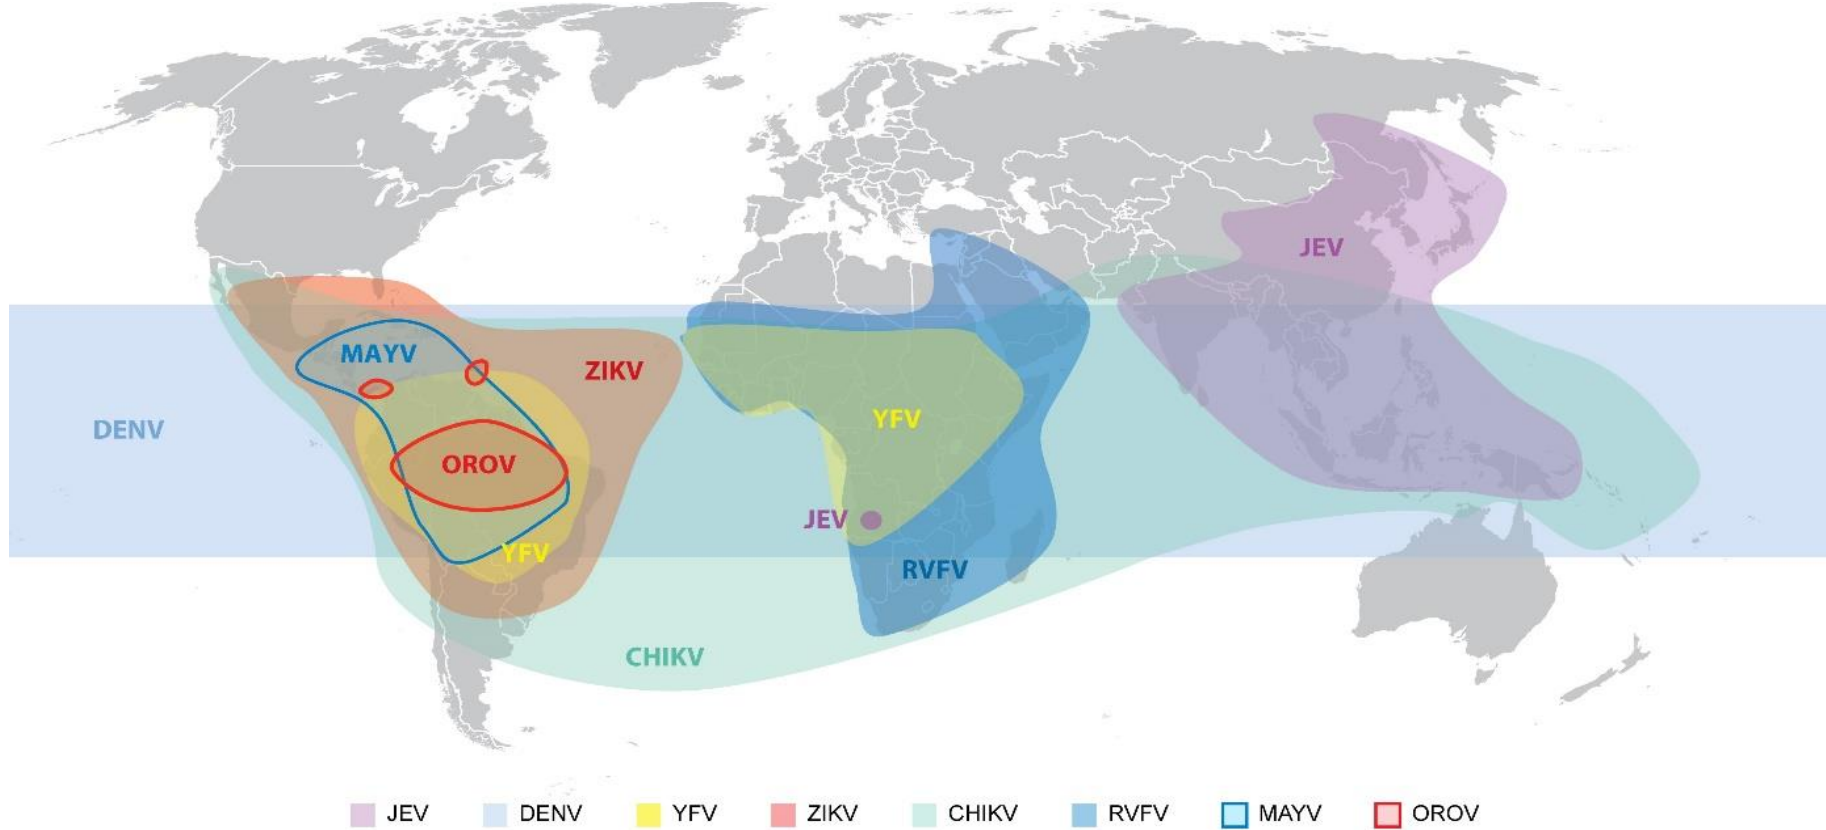 JEV
MAYV
ZIKV
DENV
YFV
OROV
JEV
YFV
RVFV
CHIKV
JEV DENV YFV ZIKV CHIKV RVFV MAYV OROV